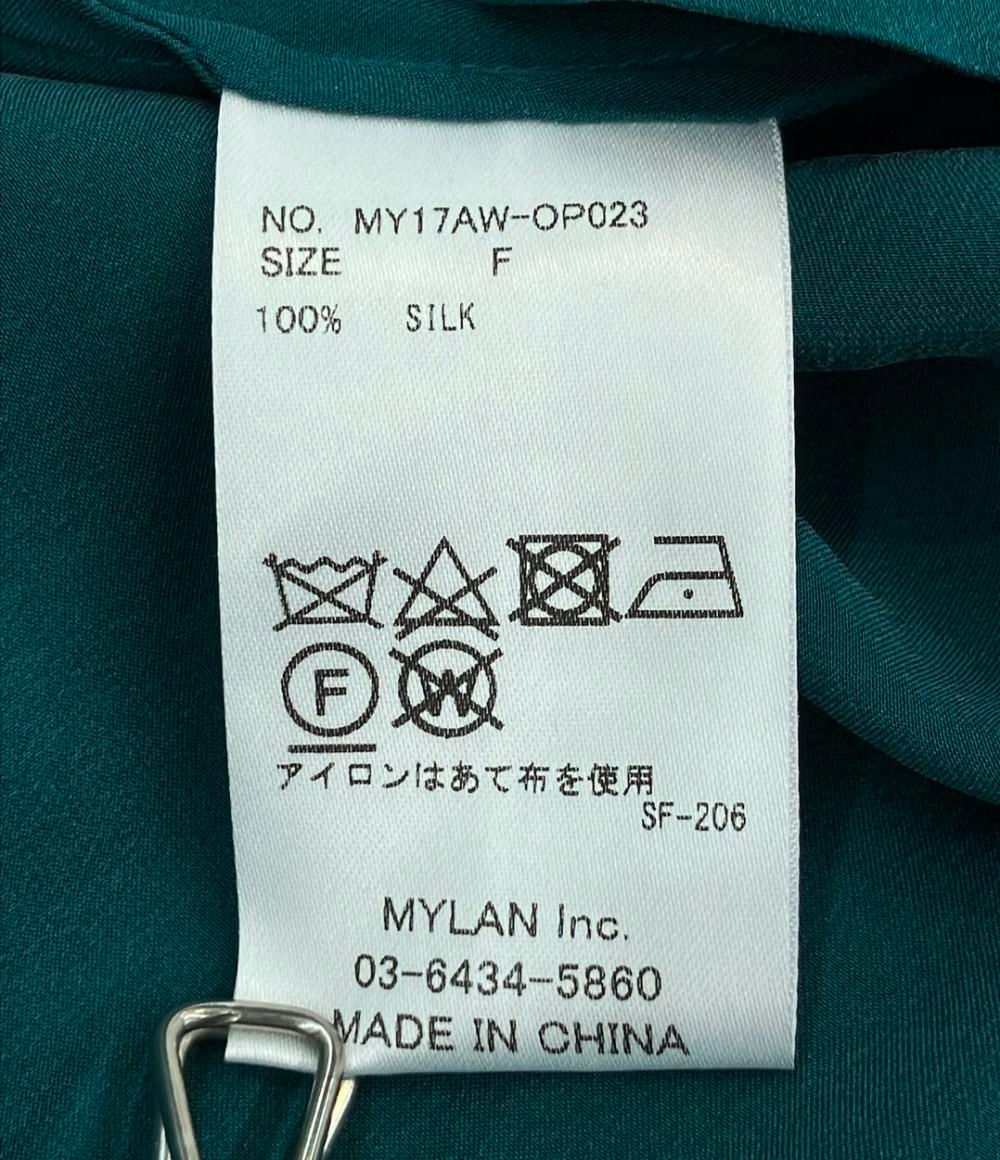 NO. MY17AW-OP023
SIZE F
100% SILK
F
W
アイロンはあて布を使用
SF-206
MYLAN Inc.
03-6434-5860
MADE IN CHINA